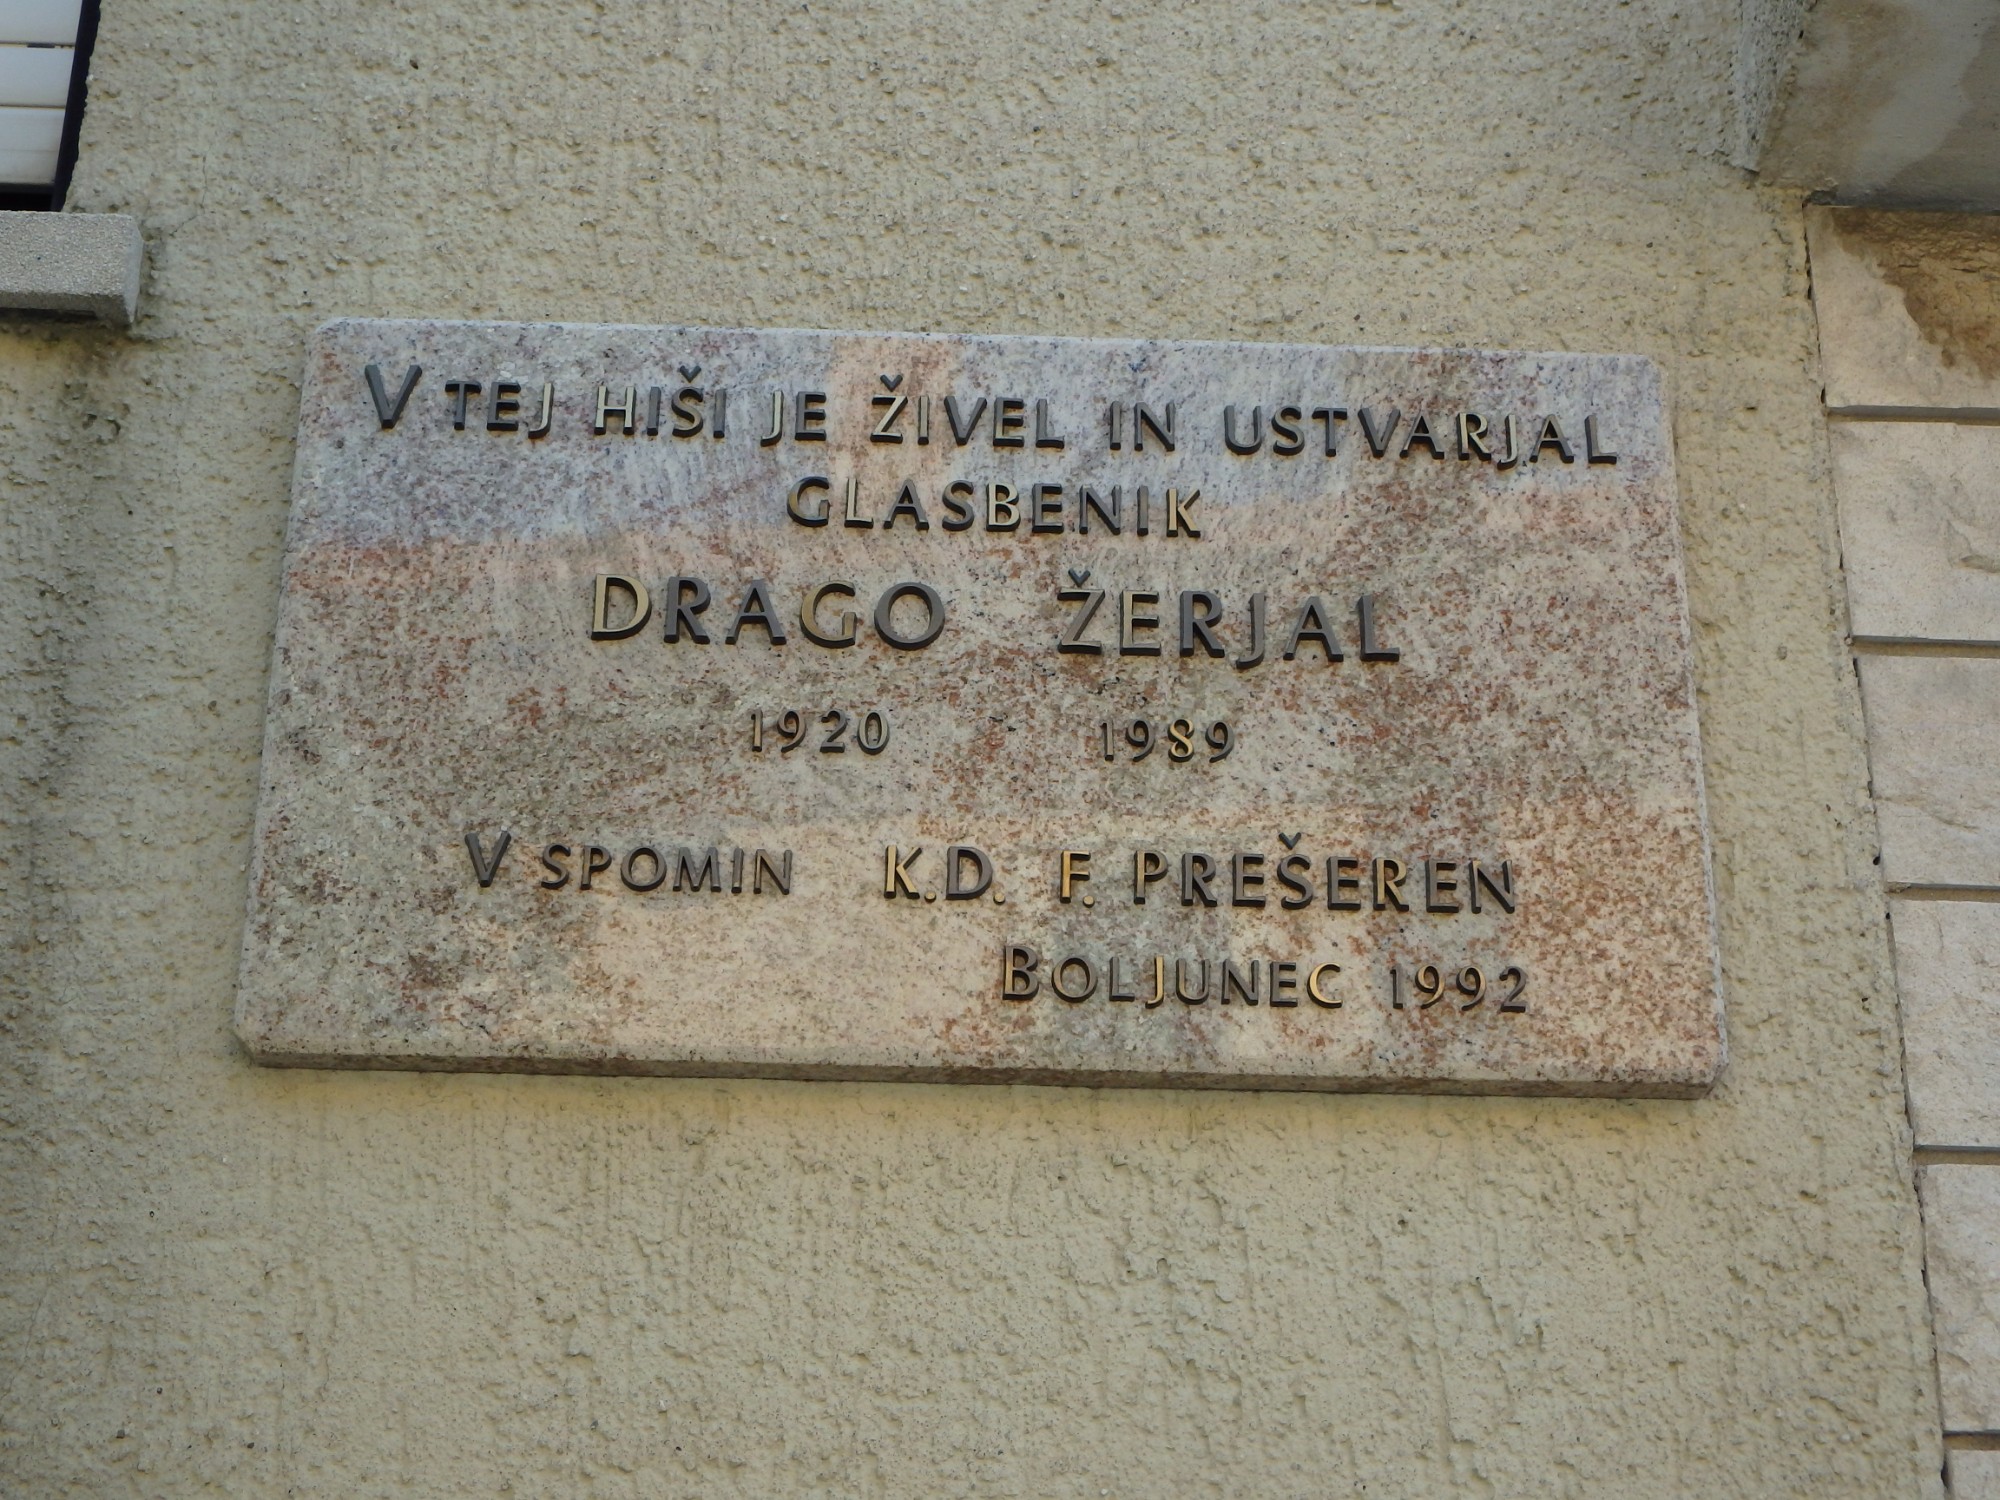 V TEJ HIŠI JE ŽIVEL IN USTVARJAL
GLASBENIK
DRAGO ŽERJAL
1920 1989
V SPOMIN K.D. F. PREŠEREN
BOLJUNEC 1992